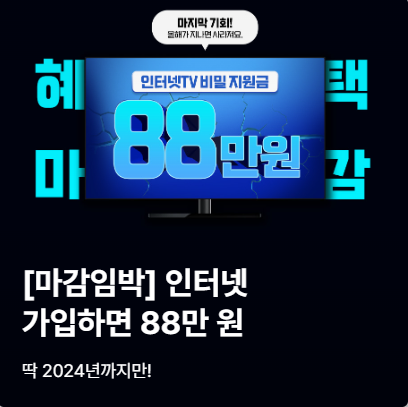 마지막 기회!
올해가 지나면 사라져요.
혜택
인터넷TV 비밀 지원금
88만원
마감
[마감임박] 인터넷
가입하면 88만 원
딱 2024년까지만!